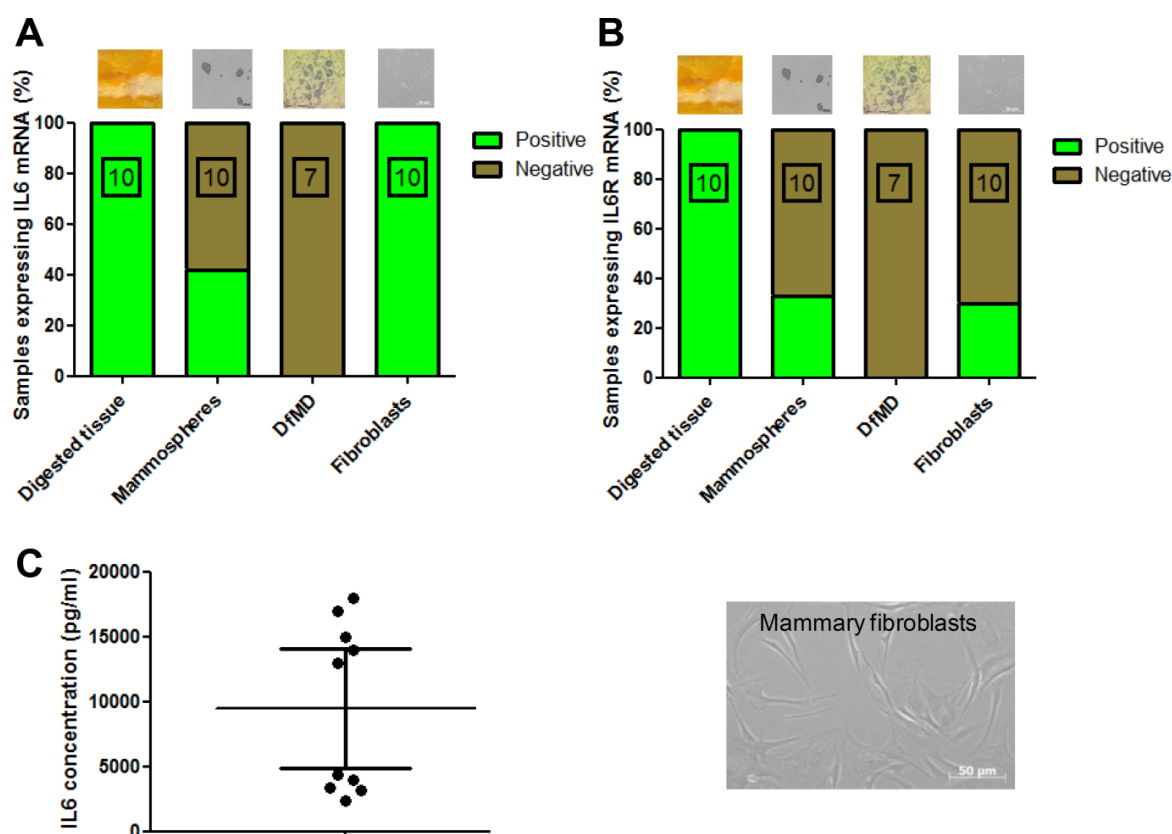 A
Samples expressing IL6 mRNA (%)
100
80
60
40
20
0
10
10
7
10
Positive
Negative
Digested tissue
Mammospheres
DfMD
Fibroblasts
B
Samples expressing IL6R mRNA (%)
100
80
60
40
20
0
10
10
7
10
Positive
Negative
Digested tissue
Mammospheres
DfMD
Fibroblasts
C
IL6 concentration (pg/ml)
20000
15000
10000
5000
0
Mammary fibroblasts
50 µm